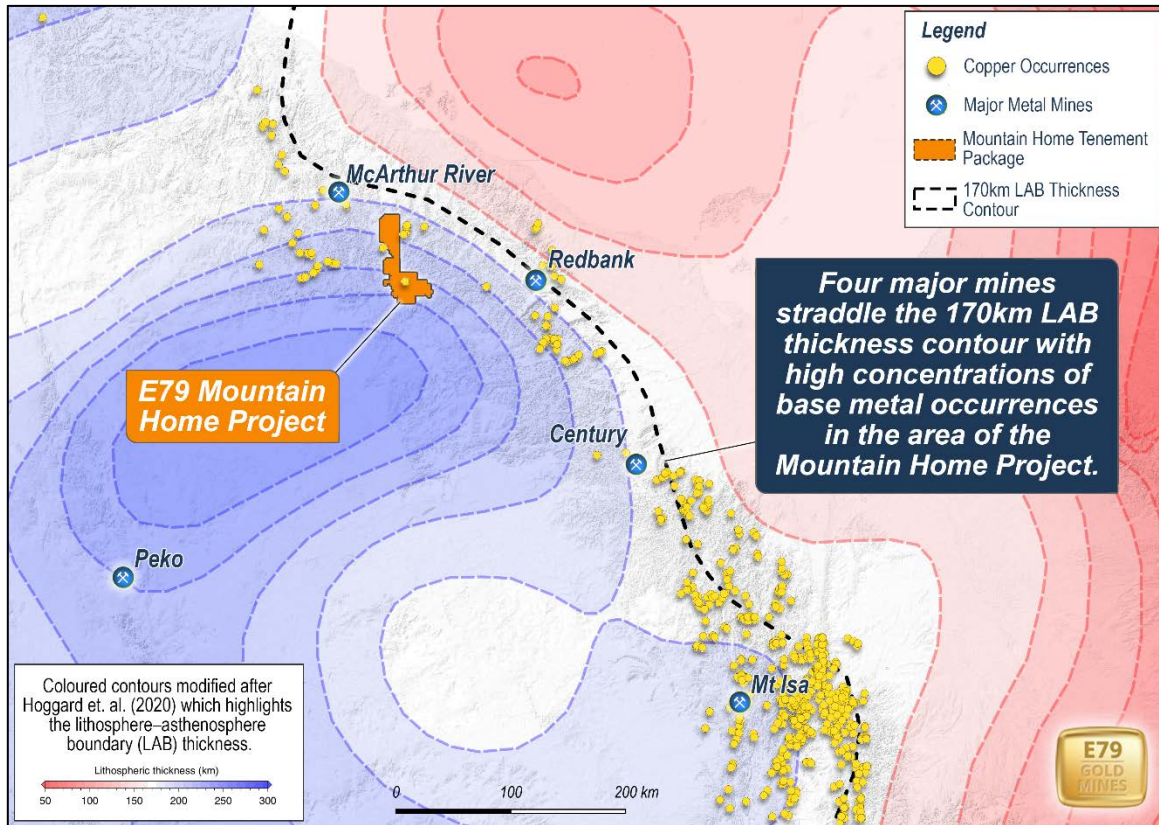 Legend
Copper Occurrences
Major Metal Mines
Mountain Home Tenement
Package
170km LAB Thickness
Contour
McArthur River
Redbank
Four major mines
straddle the 170km LAB
thickness contour with
high concentrations of
base metal occurrences
in the area of the
Mountain Home Project.
E79 Mountain
Home Project
Century
Peko
Mt Isa
Coloured contours modified after
Hoggard et. al. (2020) which highlights
the lithosphere–asthenosphere
boundary (LAB) thickness.
Lithospheric thickness (km)
50 100 150 200 250 300
0 100 200 km
E79
GOLD
MINES